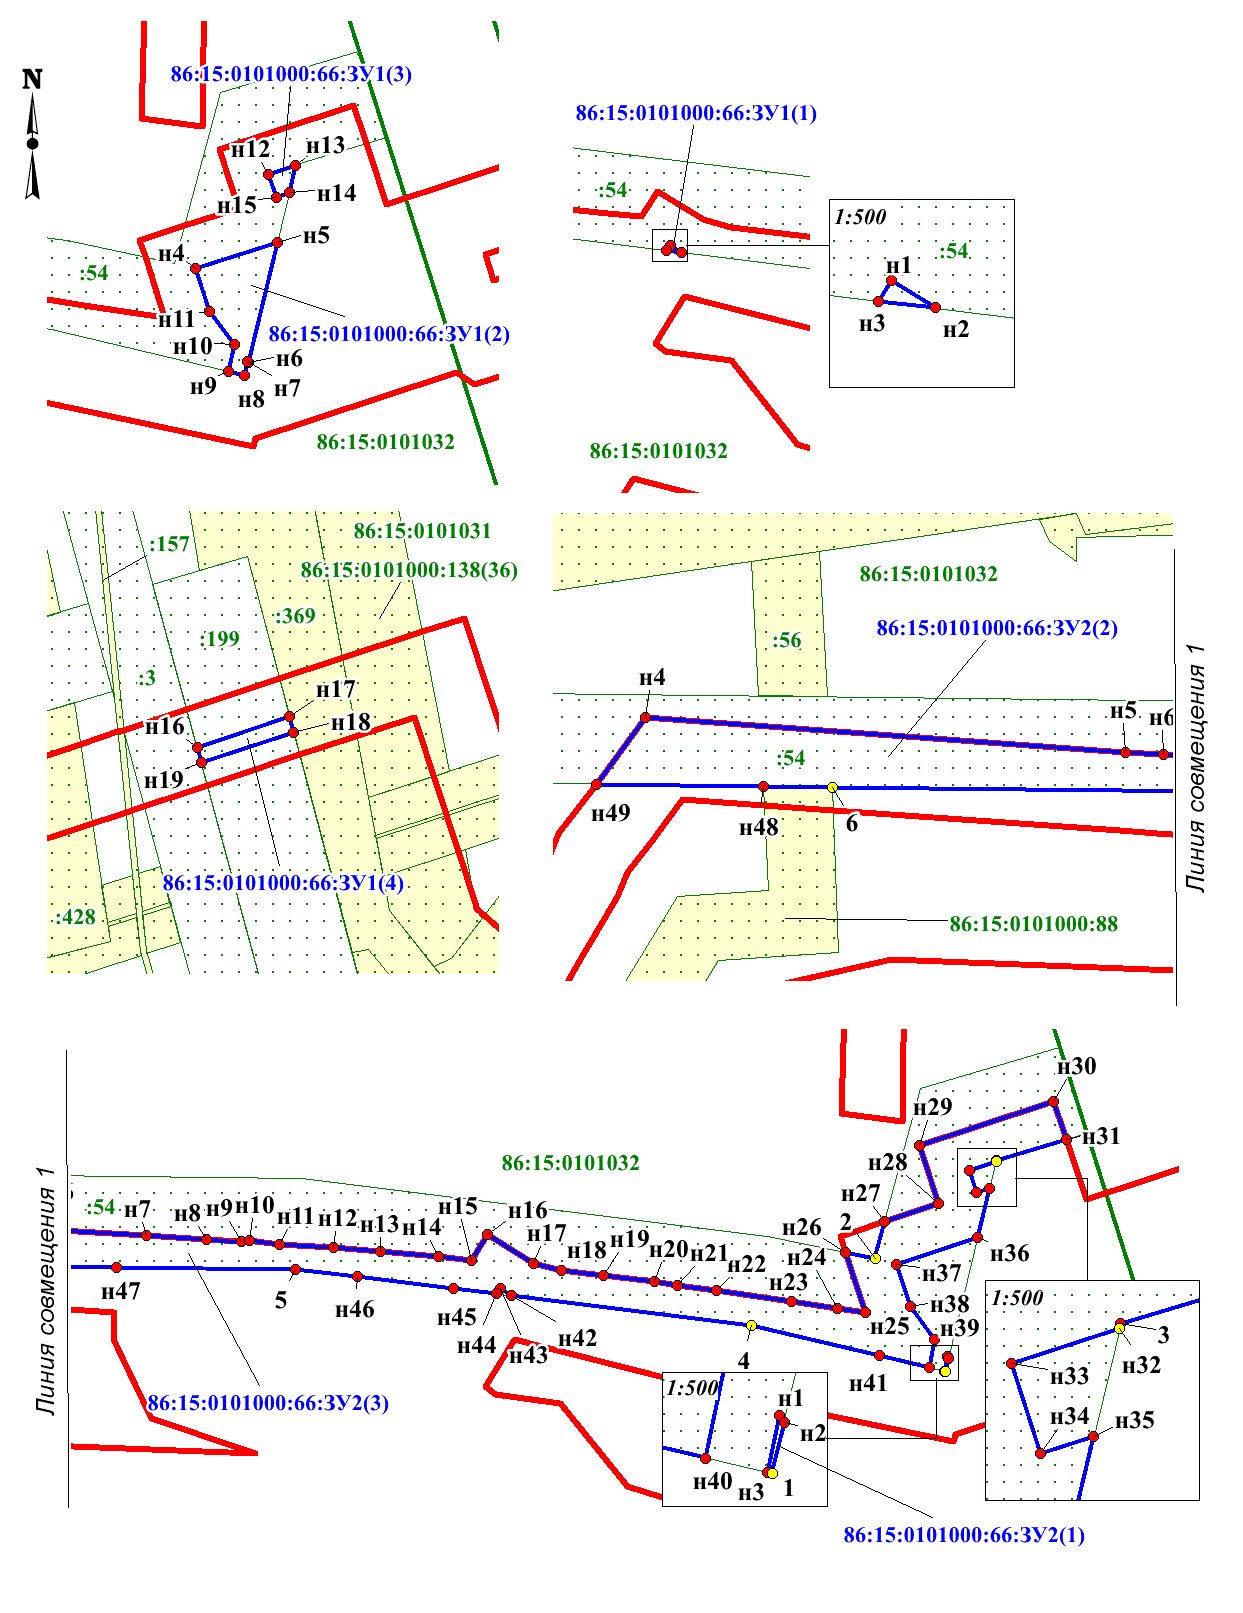 N
86:15:0101000:66:ЗУ1(3)
н12
н13
н15
н14
н4
н5
:54
н11
86:15:0101000:66:ЗУ1(2)
н10
н6
н9
н7
н8
86:15:0101032
86:15:0101000:66:ЗУ1(1)
:54
1:500
:54
н1
н3
н2
86:15:0101032
86:15:0101031
:157
86:15:0101000:138(36)
:369
:199
:3
н17
н16
н18
н19
86:15:0101000:66:ЗУ1(4)
:428
86:15:0101032
86:15:0101000:66:ЗУ2(2)
:56
н4
н5
н6
:54
н49
н48
6
86:15:0101000:88
Линия совмещения 1
Линия совмещения 1
86:15:0101032
:54
н7
н8
н9
н10
н11
н12
н13
н14
н15
н16
н17
н18
н19
н20
н21
н22
н23
н24
н25
н26
2
н27
н28
н29
н30
н31
н36
н37
н38
н39
н47
5
н46
н45
н44
н43
н42
4
н41
86:15:0101000:66:ЗУ2(3)
1:500
н1
н2
н40
н3
1
1:500
3
н32
н33
н34
н35
86:15:0101000:66:ЗУ2(1)